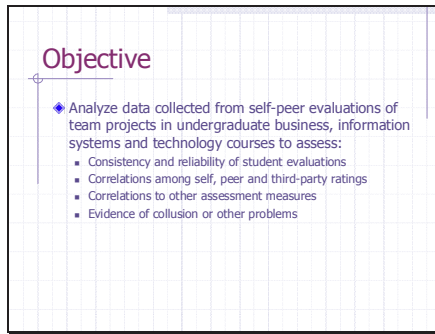 Objective
Analyze data collected from self-peer evaluations of
team projects in undergraduate business, information
systems and technology courses to assess:
Consistency and reliability of student evaluations
Correlations among self, peer and third-party ratings
Correlations to other assessment measures
Evidence of collusion or other problems